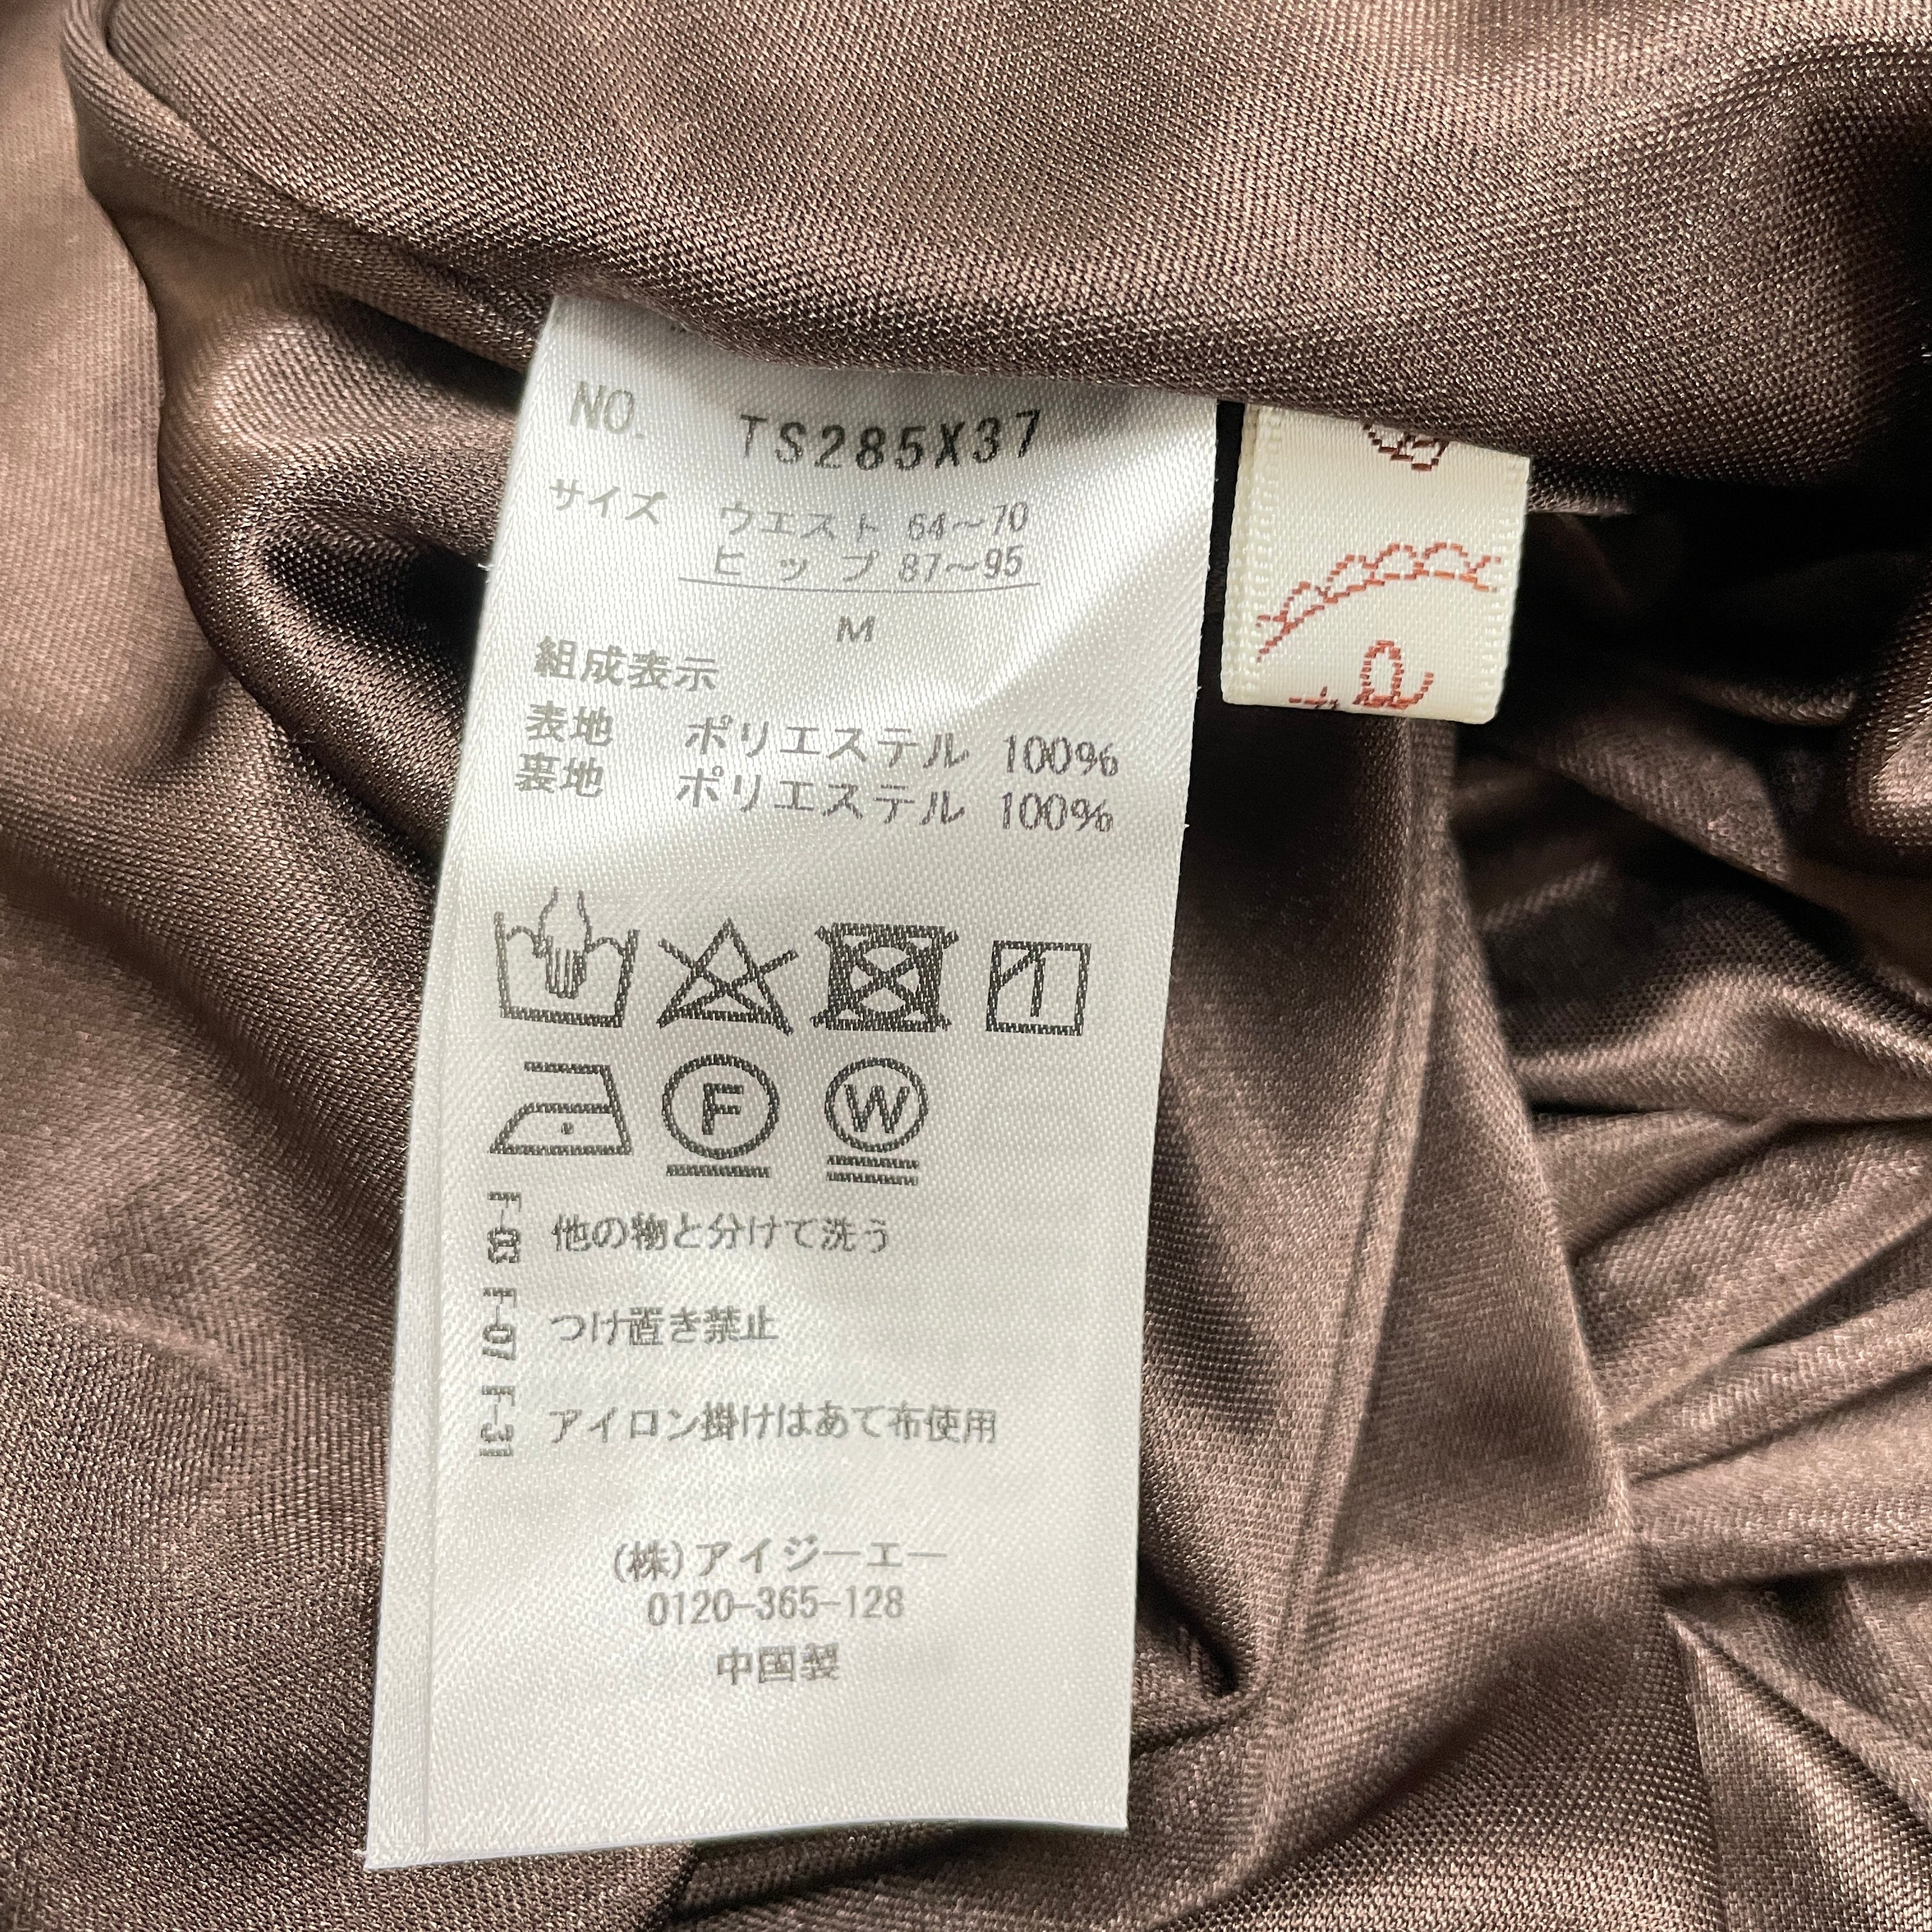 NO. TS285X37
サイズ ウエスト 64～70
ヒップ 87～95
M
組成表示
表地 ポリエステル 100%
裏地 ポリエステル 100%
F
W
F-03 他の物と分けて洗う
F-07 つけ置き禁止
F-31 アイロン掛けはあて布使用
(株)アイジーエー
0120-365-128
中国製